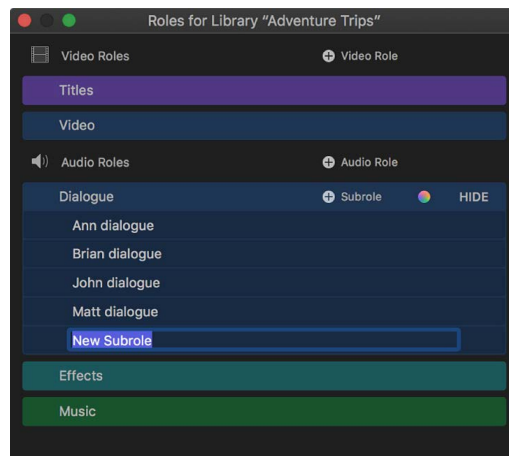 Roles for Library “Adventure Trips”
Video Roles
Video Role
Titles
Video
Audio Roles
Audio Role
Dialogue
Subrole
HIDE
Ann dialogue
Brian dialogue
John dialogue
Matt dialogue
New Subrole
Effects
Music